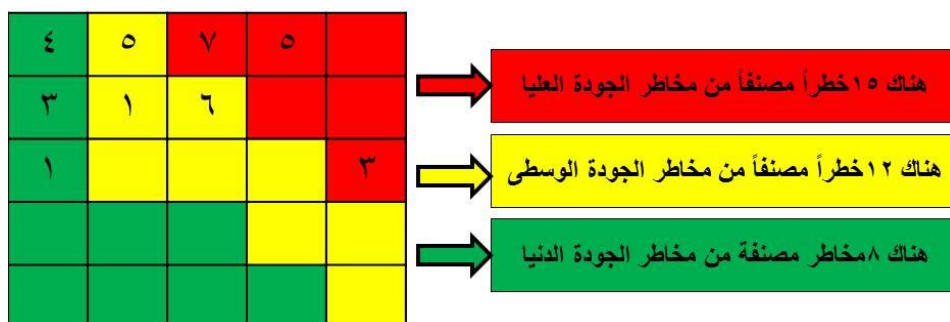 ٤ ٥ ٧ ٥
٣ ١ ٦
١ ٣
هناك ١٥خطراً مصنفاً من مخاطر الجودة العليا
هناك ١٢خطراً مصنفاً من مخاطر الجودة الوسطى
هناك ٨مخاطر مصنفة من مخاطر الجودة الدنيا